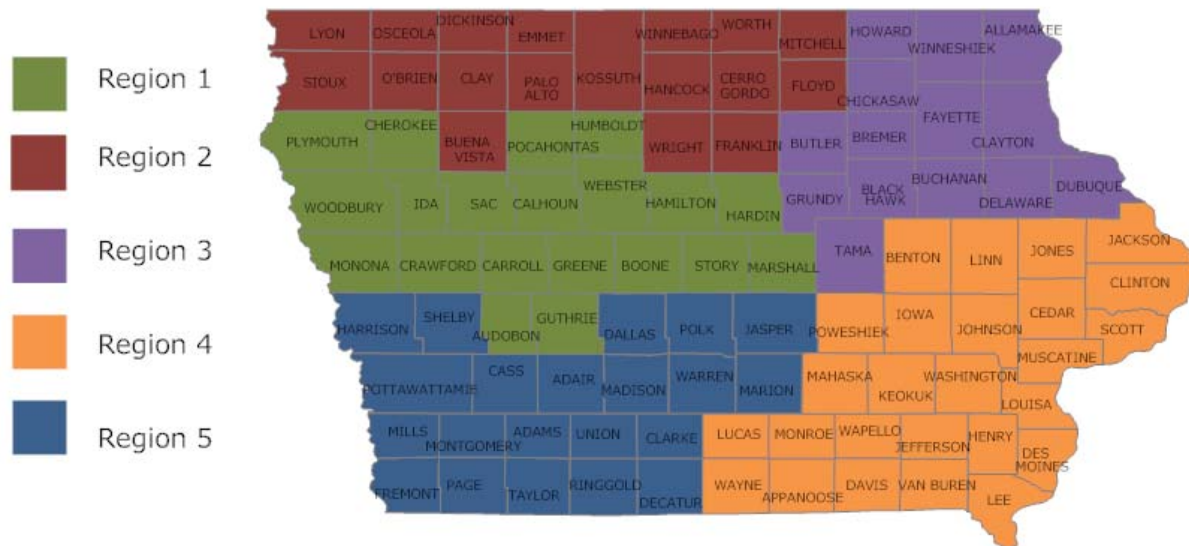 Region 1
Region 2
Region 3
Region 4
Region 5
LYON
OSCEOLA
DICKINSON
EMMET
WINNEBAGO
WORTH
MITCHELL
HOWARD
WINNESHIEK
ALLAMAKEE
SIOUX
O'BRIEN
CLAY
PALO
ALTO
KOSSUTH
HANCOCK
CERRO
GORDO
FLOYD
CHICKASAW
PLYMOUTH
CHEROKEE
BUENA
VISTA
POCAHONTAS
HUMBOLDT
WRIGHT
FRANKLIN
BUTLER
BREMER
FAYETTE
CLAYTON
WOODBURY
IDA
SAC
CALHOUN
WEBSTER
HAMILTON
HARDIN
GRUNDY
BLACK
HAWK
BUCHANAN
DELAWARE
DUBUQUE
MONONA
CRAWFORD
CARROLL
GREENE
BOONE
STORY
MARSHALL
TAMA
BENTON
LINN
JONES
JACKSON
CLINTON
HARRISON
SHELBY
AUDOBON
GUTHRIE
DALLAS
POLK
JASPER
POWESHIEK
IOWA
JOHNSON
CEDAR
SCOTT
MUSCATINE
POTTAWATTAMIE
CASS
ADAIR
MADISON
WARREN
MARION
MAHASKA
KEOKUK
WASHINGTON
LOUISA
MILLS
MONTGOMERY
ADAMS
UNION
CLARKE
LUCAS
MONROE
WAPELLO
JEFFERSON
HENRY
DES
MOINES
FREMONT
PAGE
TAYLOR
RINGGOLD
DECATUR
WAYNE
APPANOOSE
DAVIS
VAN BUREN
LEE